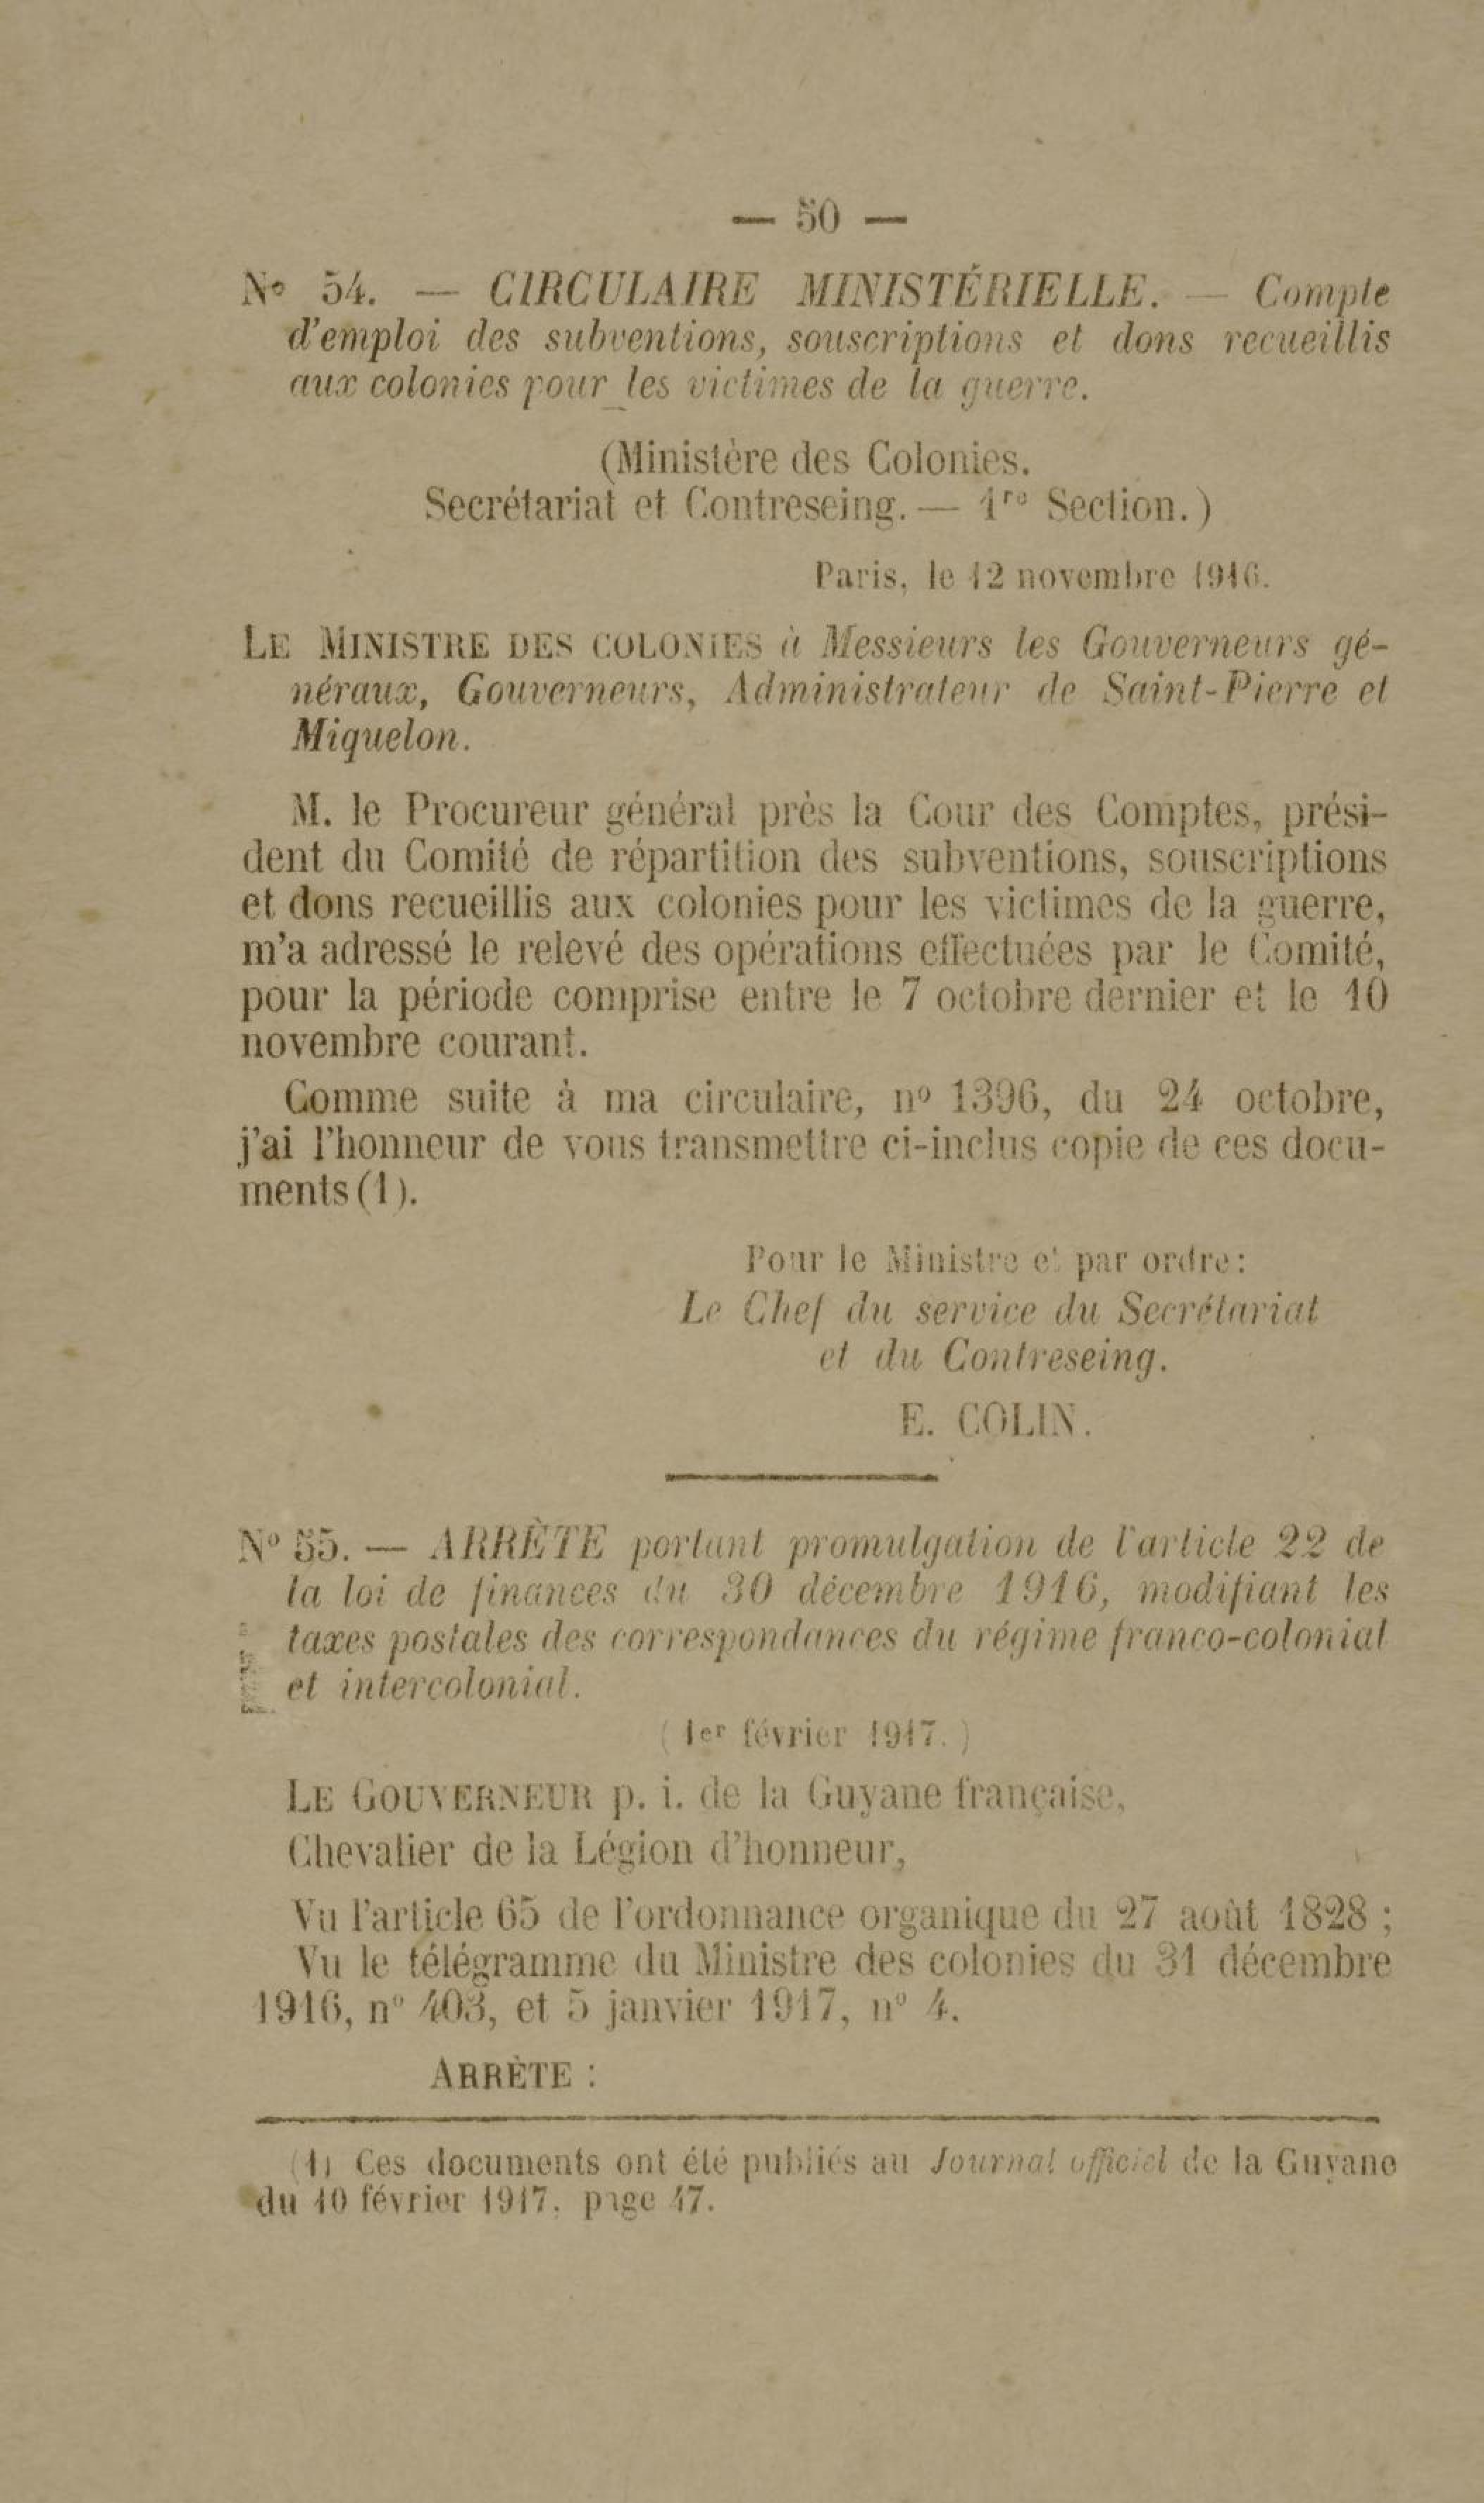 — 50 —
N° 54. — CIRCULAIRE MINISTÉRIELLE. — Compte
d'emploi des subventions, souscriptions et dons recueillis
aux colonies pour les victimes de la guerre.
(Ministère des Colonies.
Secrétariat et Contreseing. — 1re Section.)
Paris, le 12 novembre 1916.
LE MINISTRE DES COLONIES à Messieurs les Gouverneurs gé-
néraux, Gouverneurs, Administrateur de Saint-Pierre et
Miquelon.
M. le Procureur général près la Cour des Comptes, prési-
dent du Comité de répartition des subventions, souscriptions
et dons recueillis aux colonies pour les victimes de la guerre,
m'a adressé le relevé des opérations effectuées par le Comité,
pour la période comprise entre le 7 octobre dernier et le 10
novembre courant.
Comme suite à ma circulaire, n° 1396, du 24 octobre,
j'ai l'honneur de vous transmettre ci-inclus copie de ces docu-
ments (1).
Pour le Ministre et par ordre:
Le Chef du service du Secrétariat
et du Contreseing.
E. COLIN.
N° 55. — ARRÈTE portant promulgation de l'article 22 de
la loi de finances du 30 décembre 1916, modifiant les
taxes postales des correspondances du régime franco-colonial
et intercolonial.
(1er février 1917.)
LE GOUVERNEUR p. i. de la Guyane française,
Chevalier de la Légion d'honneur,
Vu l'article 65 de l'ordonnance organique du 27 août 1828 ;
Vu le télégramme du Ministre des colonies du 31 décembre
1916, n° 403, et 5 janvier 1917, n° 4.
ARRÈTE :
(1) Ces documents ont été publiés au Journal officiel de la Guyane
du 10 février 1917, page 47.